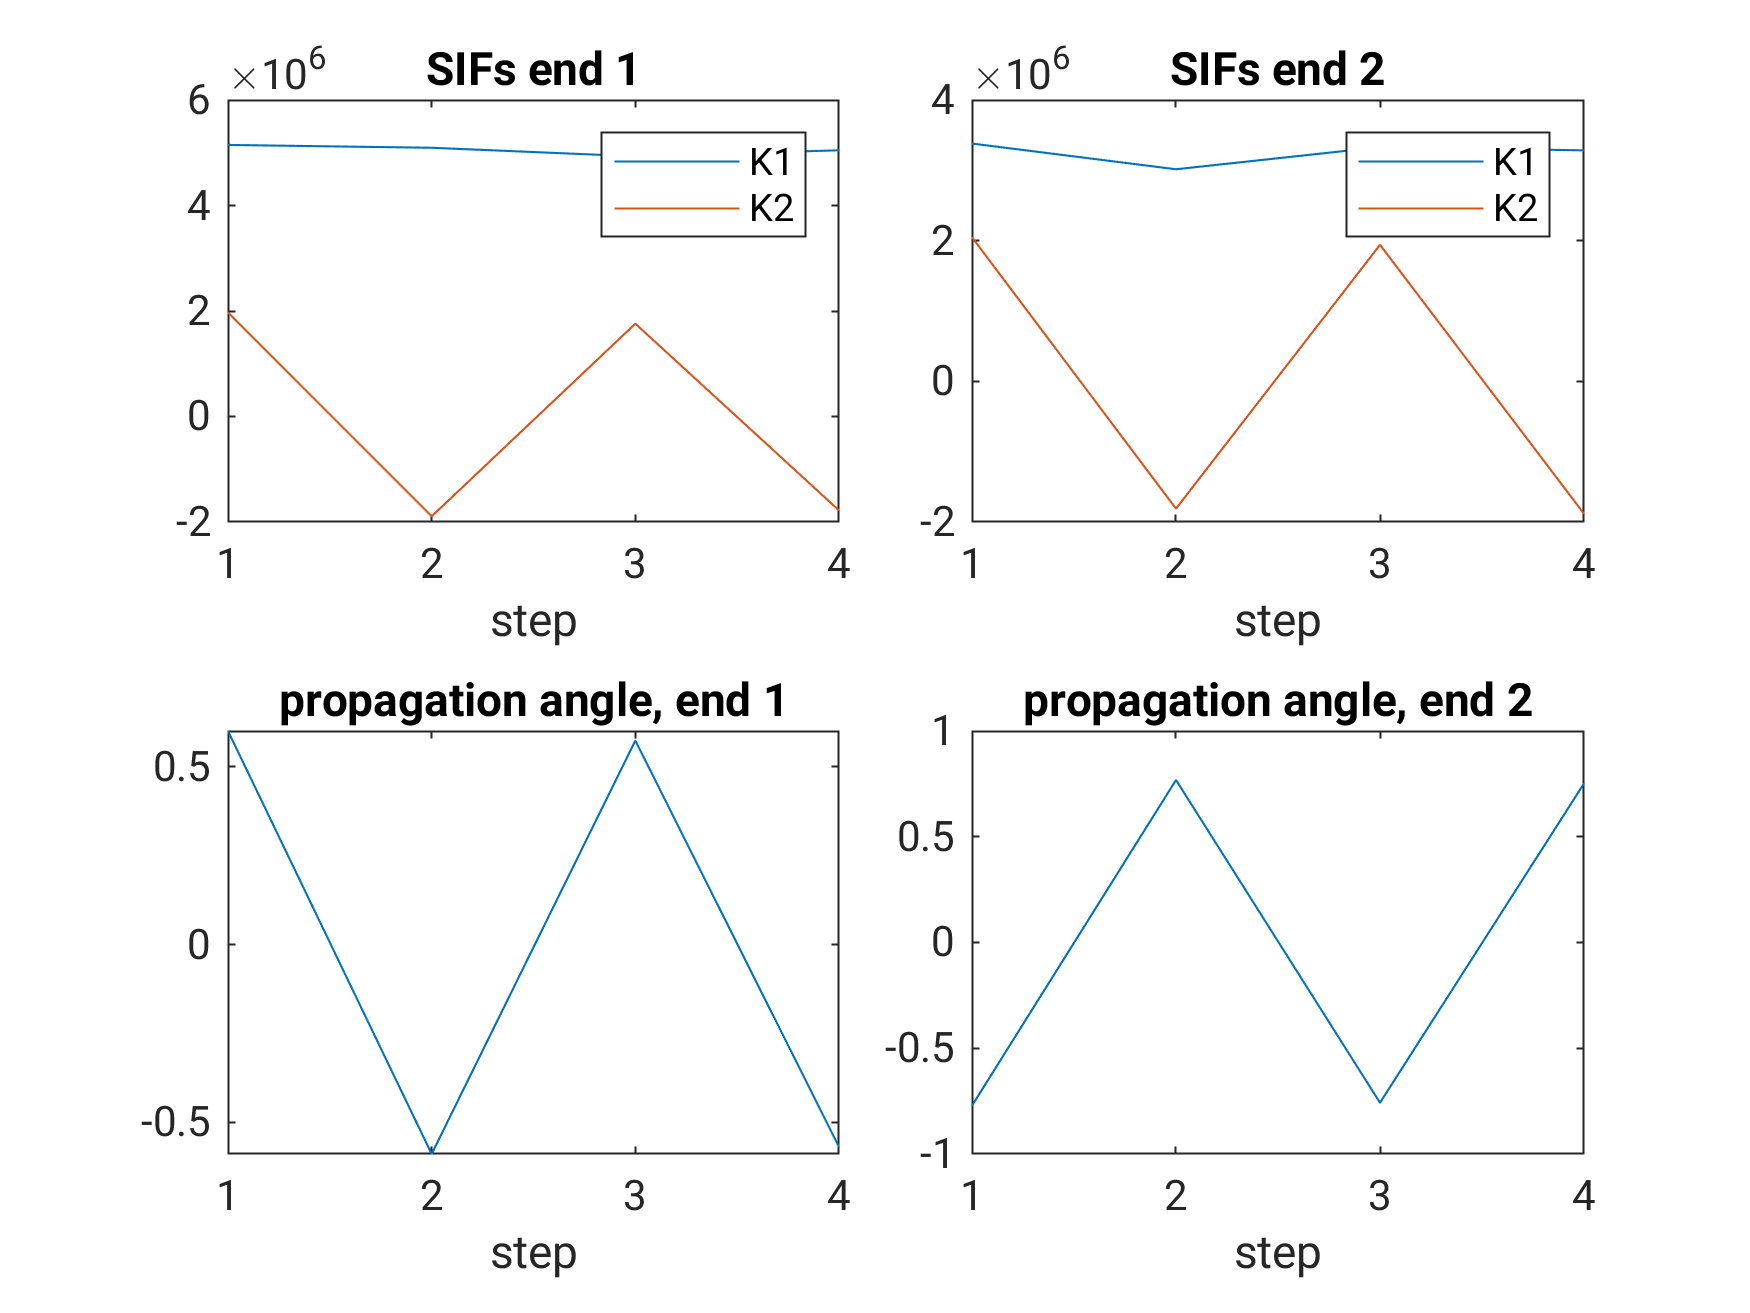 SIFs end 1
×10^6
6
4
2
0
-2
1 2 3 4
step
K1
K2
SIFs end 2
×10^6
4
2
0
-2
1 2 3 4
step
K1
K2
propagation angle, end 1
0.5
0
-0.5
1 2 3 4
step
propagation angle, end 2
1
0.5
0
-0.5
-1
1 2 3 4
step